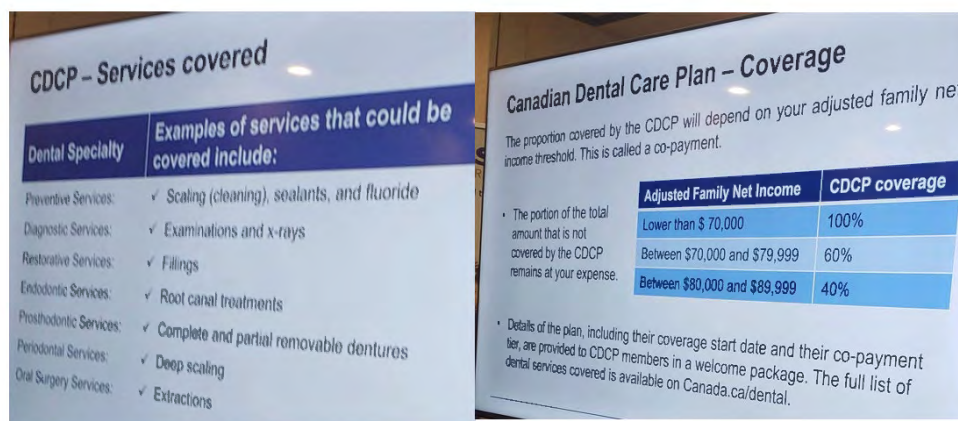 CDCP – Services covered
Dental Specialty
Examples of services that could be
covered include:
Preventive Services: ✓ Scaling (cleaning), sealants, and fluoride
Diagnostic Services: ✓ Examinations and x-rays
Restorative Services: ✓ Fillings
Endodontic Services: ✓ Root canal treatments
Prosthodontic Services: ✓ Complete and partial removable dentures
Periodontal Services: ✓ Deep scaling
Oral Surgery Services: ✓ Extractions
Canadian Dental Care Plan – Coverage
The proportion covered by the CDCP will depend on your adjusted family ne
income threshold. This is called a co-payment.
• The portion of the total
amount that is not
covered by the CDCP
remains at your expense.
Adjusted Family Net Income CDCP coverage
Lower than $ 70,000 100%
Between $70,000 and $79,999 60%
Between $80,000 and $89,999 40%
• Details of the plan, including their coverage start date and their co-payment
tier, are provided to CDCP members in a welcome package. The full list of
dental services covered is available on Canada.ca/dental.